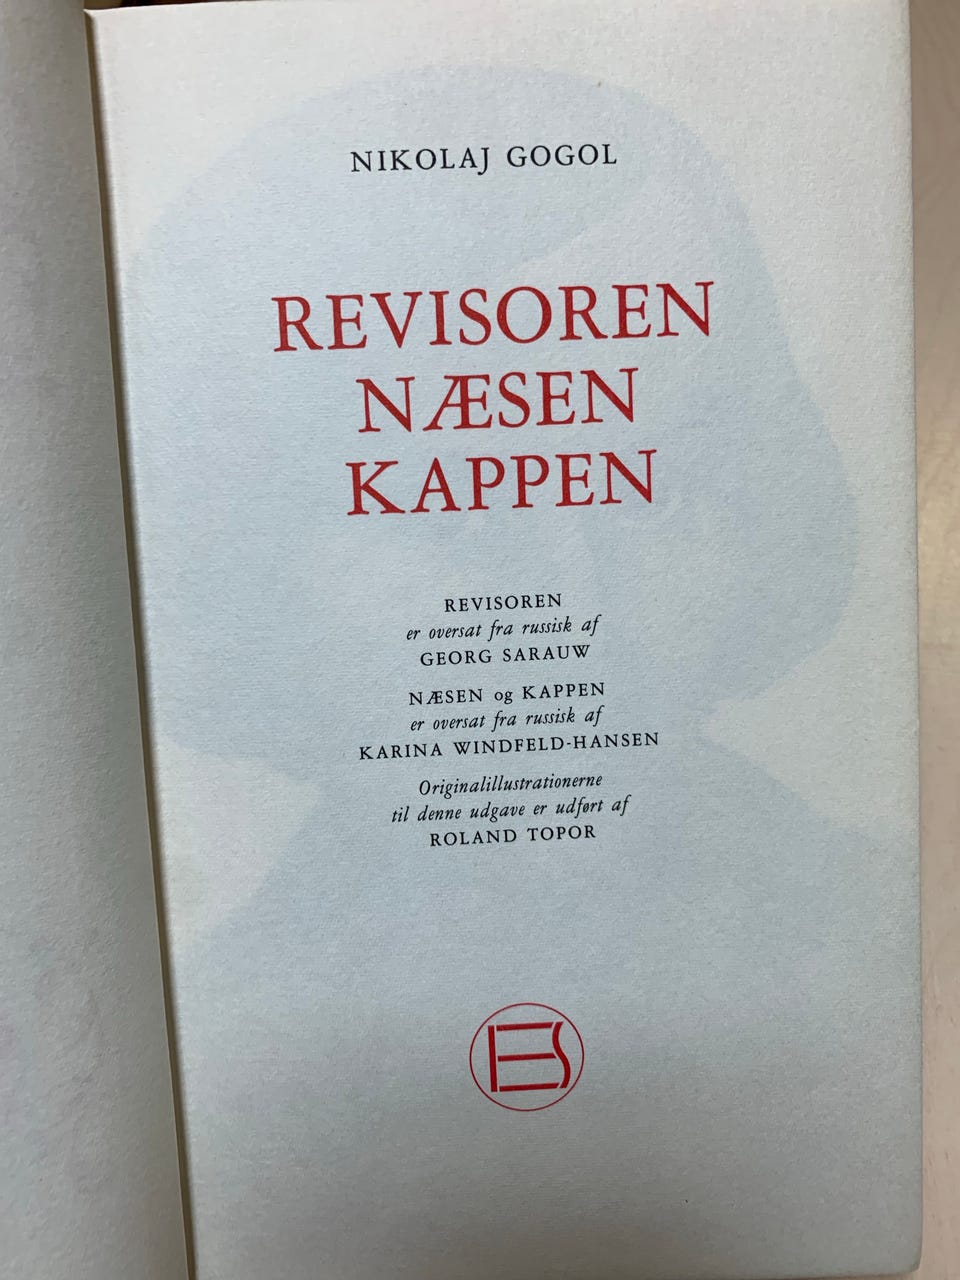 NIKOLAJ GOGOL
REVISOREN
NÆSEN
KAPPEN
REVISOREN
er oversat fra russisk af
GEORG SARAUW
NÆSEN og KAPPEN
er oversat fra russisk af
KARINA WINDFELD-HANSEN
Originalillustrationerne
til denne udgave er udført af
ROLAND TOPOR
ES